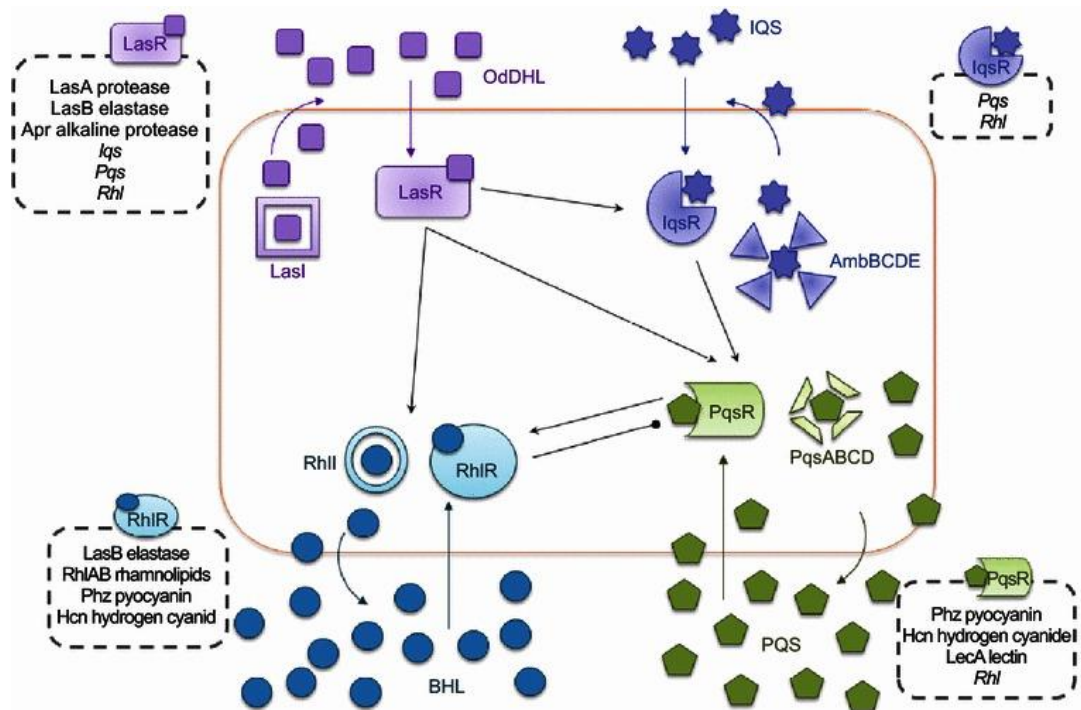 LasR
LasA protease
LasB elastase
Apr alkaline protease
Iqs
Pqs
Rhl
OdDHL
IQS
IqsR
Pqs
Rhl
LasR
IqsR
LasI
AmbBCDE
PqsR
PqsABCD
RhlI
RhlR
RhlR
LasB elastase
RhlAB rhamnolipids
Phz pyocyanin
Hcn hydrogen cyanid
BHL
PQS
PqsR
Phz pyocyanin
Hcn hydrogen cyanidel
LecA lectin
Rhl